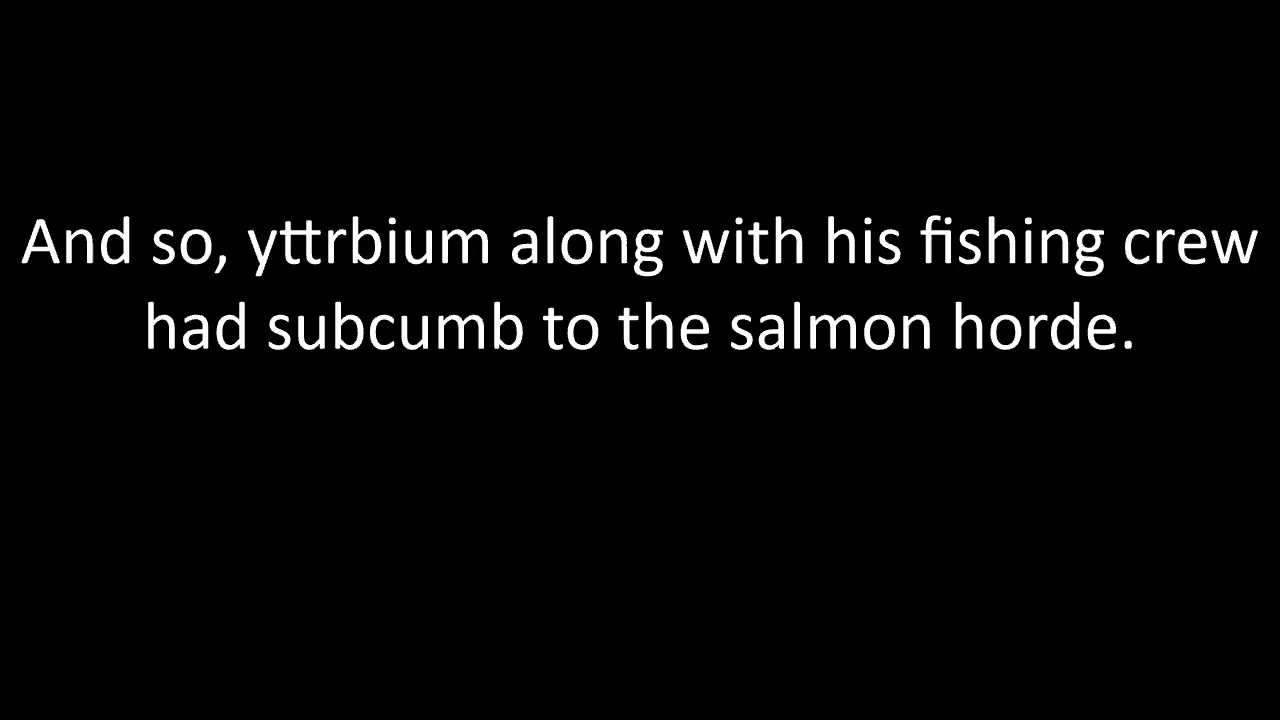 And so, yttrbium along with his fishing crew
had subcumb to the salmon horde.